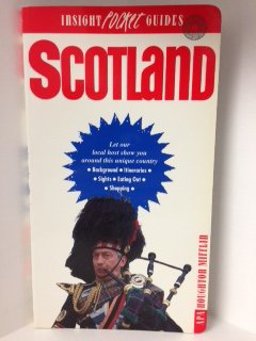 INSIGHT Pocket GUIDES
SCOTLAND
Let our
local host show you
around this unique country
• Background • Itineraries •
• Sights • Eating Out •
• Shopping •
APA HOUGHTON MIFFLIN